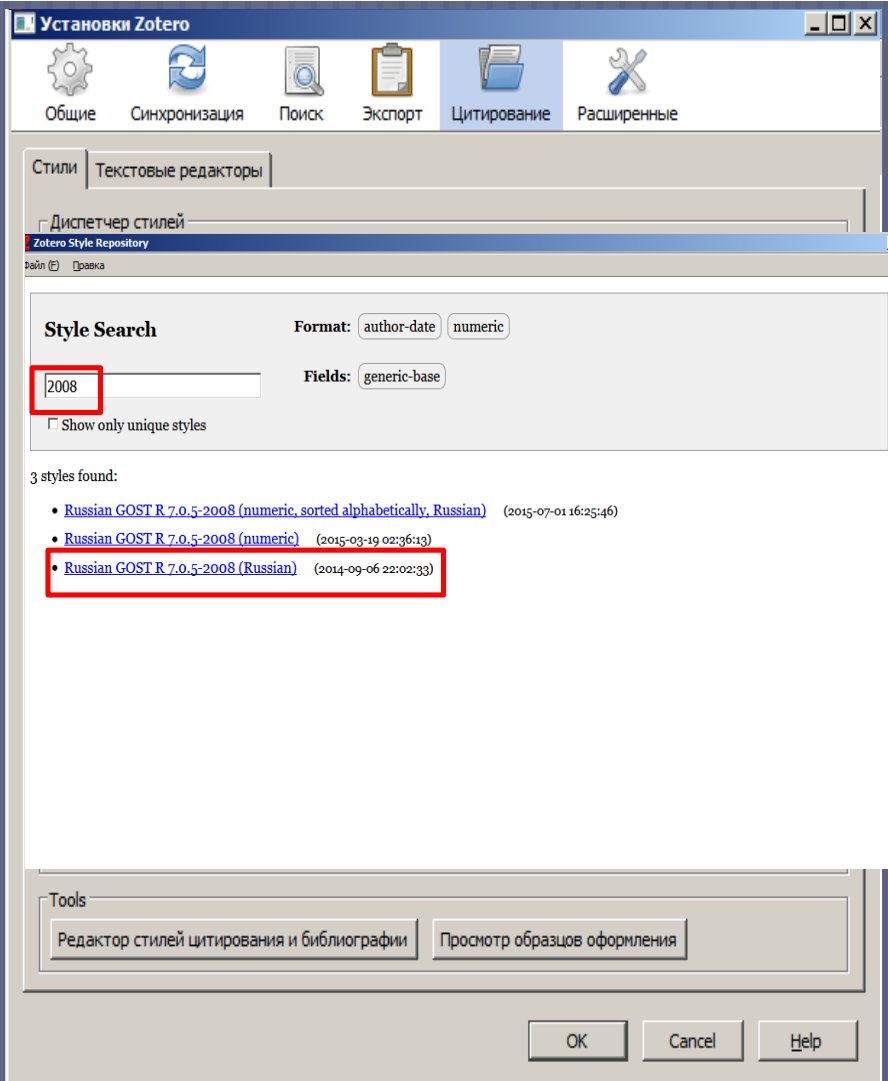 Установки Zotero
Общие Синхронизация Поиск Экспорт Цитирование Расширенные
Стили Текстовые редакторы
Диспетчер стилей
Zotero Style Repository
Файл (F) Правка
Style Search Format: author-date numeric
2008 Fields: generic-base
Show only unique styles
3 styles found:
• Russian GOST R 7.0.5-2008 (numeric, sorted alphabetically, Russian) (2015-07-01 16:25:46)
• Russian GOST R 7.0.5-2008 (numeric) (2015-03-19 02:36:13)
• Russian GOST R 7.0.5-2008 (Russian) (2014-09-06 22:02:33)
Tools
Редактор стилей цитирования и библиографии Просмотр образцов оформления
OK Cancel Help